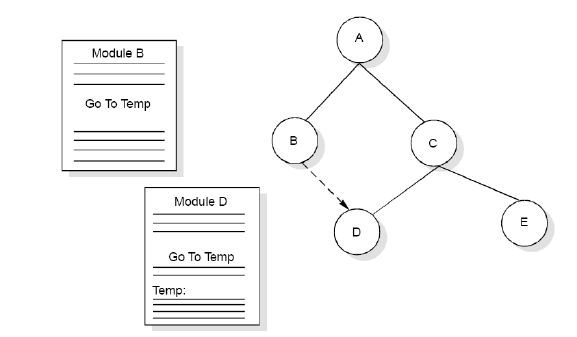 Module B
Go To Temp
Module D
Go To Temp
Temp:
A
B
C
D
E